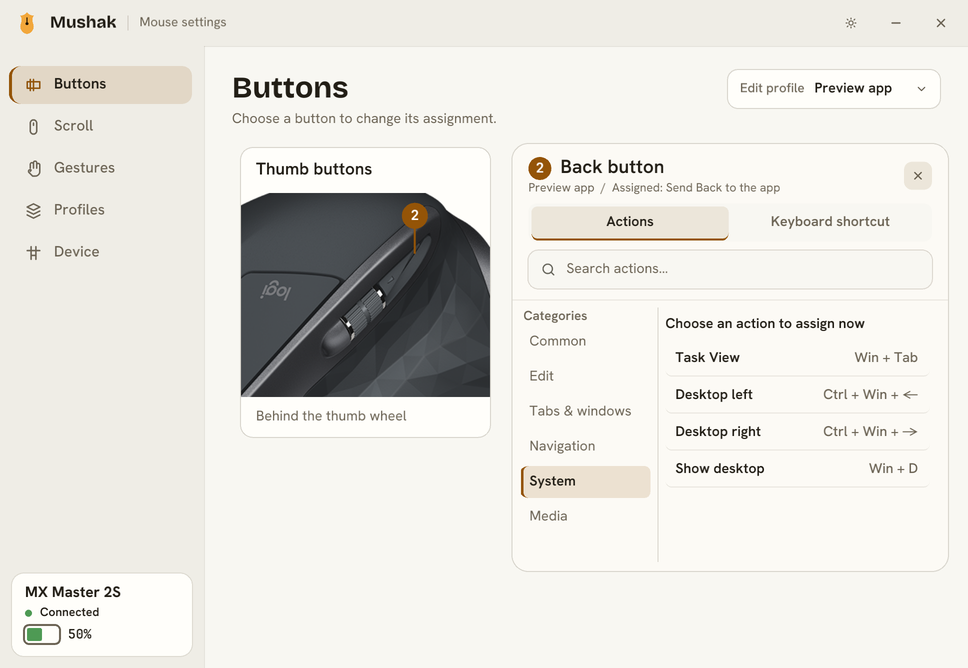 Mushak | Mouse settings
Buttons
Scroll
Gestures
Profiles
Device
MX Master 2S
Connected
50%
Buttons
Choose a button to change its assignment.
Edit profile Preview app
Thumb buttons
2
logi
Behind the thumb wheel
2 Back button
Preview app / Assigned: Send Back to the app
Actions
Keyboard shortcut
Search actions...
Categories
Common
Edit
Tabs & windows
Navigation
System
Media
Choose an action to assign now
Task View Win + Tab
Desktop left Ctrl + Win + ←
Desktop right Ctrl + Win + →
Show desktop Win + D